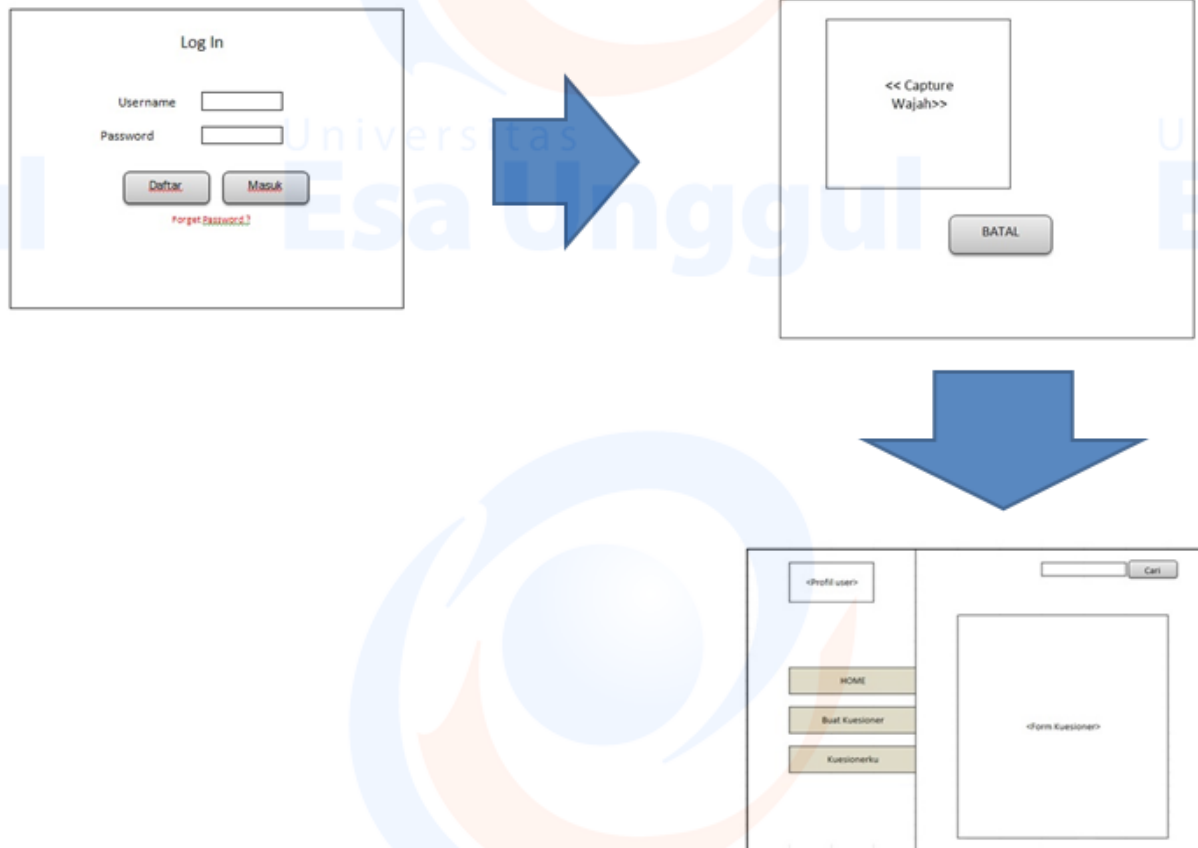 Log In
Username
Password
Daftar
Masuk
Forget Password ?
<< Capture
Wajah>>
BATAL
Universitas
Esa Unggul
<Profil user>
HOME
Buat Kuesioner
Kuesionerku
Cari
<Form Kuesioner>